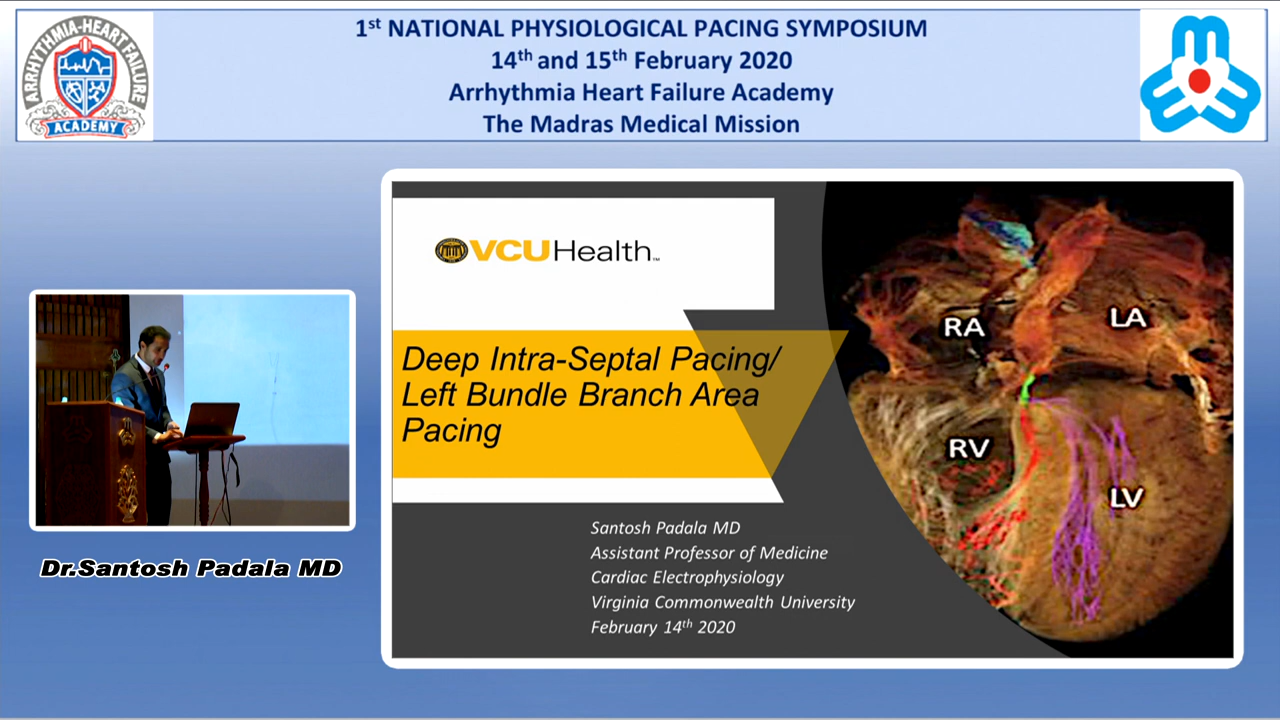 1st NATIONAL PHYSIOLOGICAL PACING SYMPOSIUM
14th and 15th February 2020
Arrhythmia Heart Failure Academy
The Madras Medical Mission
ARRHYTHMIA-HEART FAILURE
ACADEMY
VCUHealth™
Deep Intra-Septal Pacing/
Left Bundle Branch Area
Pacing
RA
LA
RV
LV
Santosh Padala MD
Assistant Professor of Medicine
Cardiac Electrophysiology
Virginia Commonwealth University
February 14th 2020
Dr.Santosh Padala MD